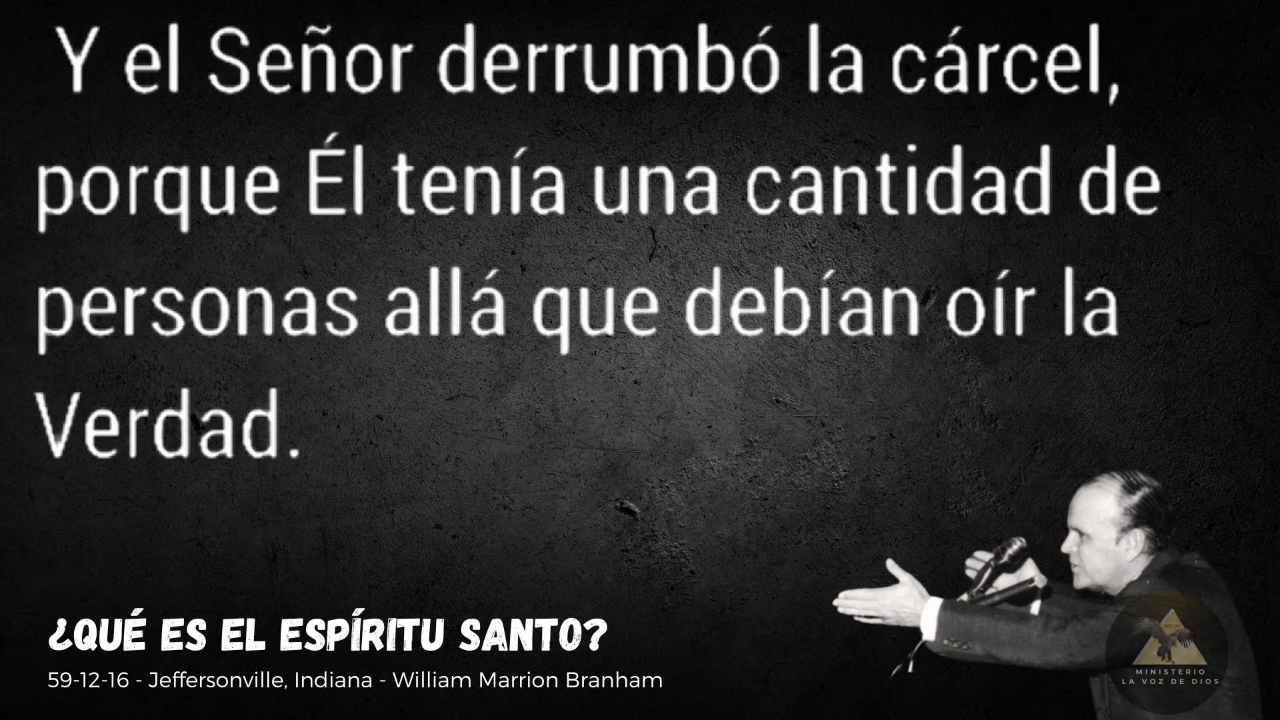 Y el Señor derrumbó la cárcel,
porque Él tenía una cantidad de
personas allá que debían oír la
Verdad.
¿QUÉ ES EL ESPÍRITU SANTO?
59-12-16 - Jeffersonville, Indiana - William Marrion Branham
MINISTERIO
LA VOZ DE DIOS